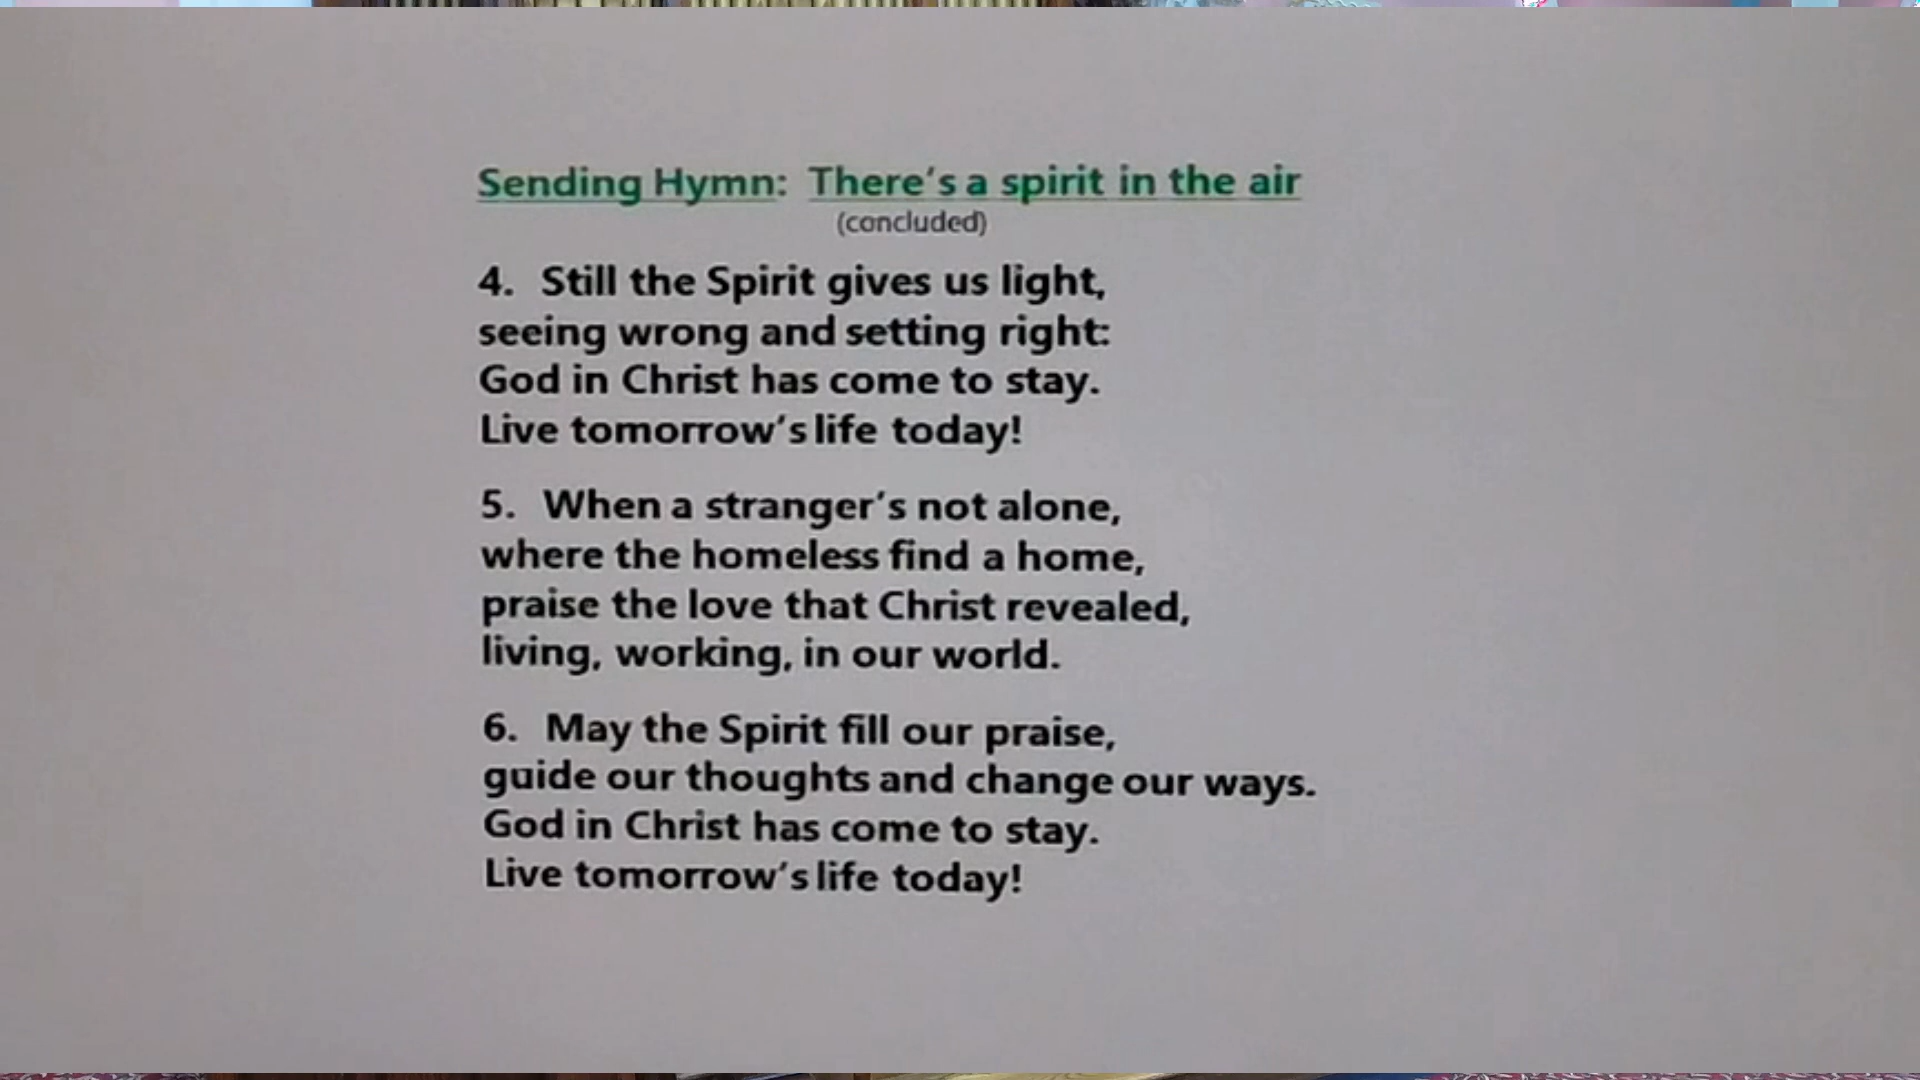 Sending Hymn: There's a spirit in the air
(concluded)
4. Still the Spirit gives us light,
seeing wrong and setting right:
God in Christ has come to stay.
Live tomorrow's life today!
5. When a stranger's not alone,
where the homeless find a home,
praise the love that Christ revealed,
living, working, in our world.
6. May the Spirit fill our praise,
guide our thoughts and change our ways.
God in Christ has come to stay.
Live tomorrow's life today!